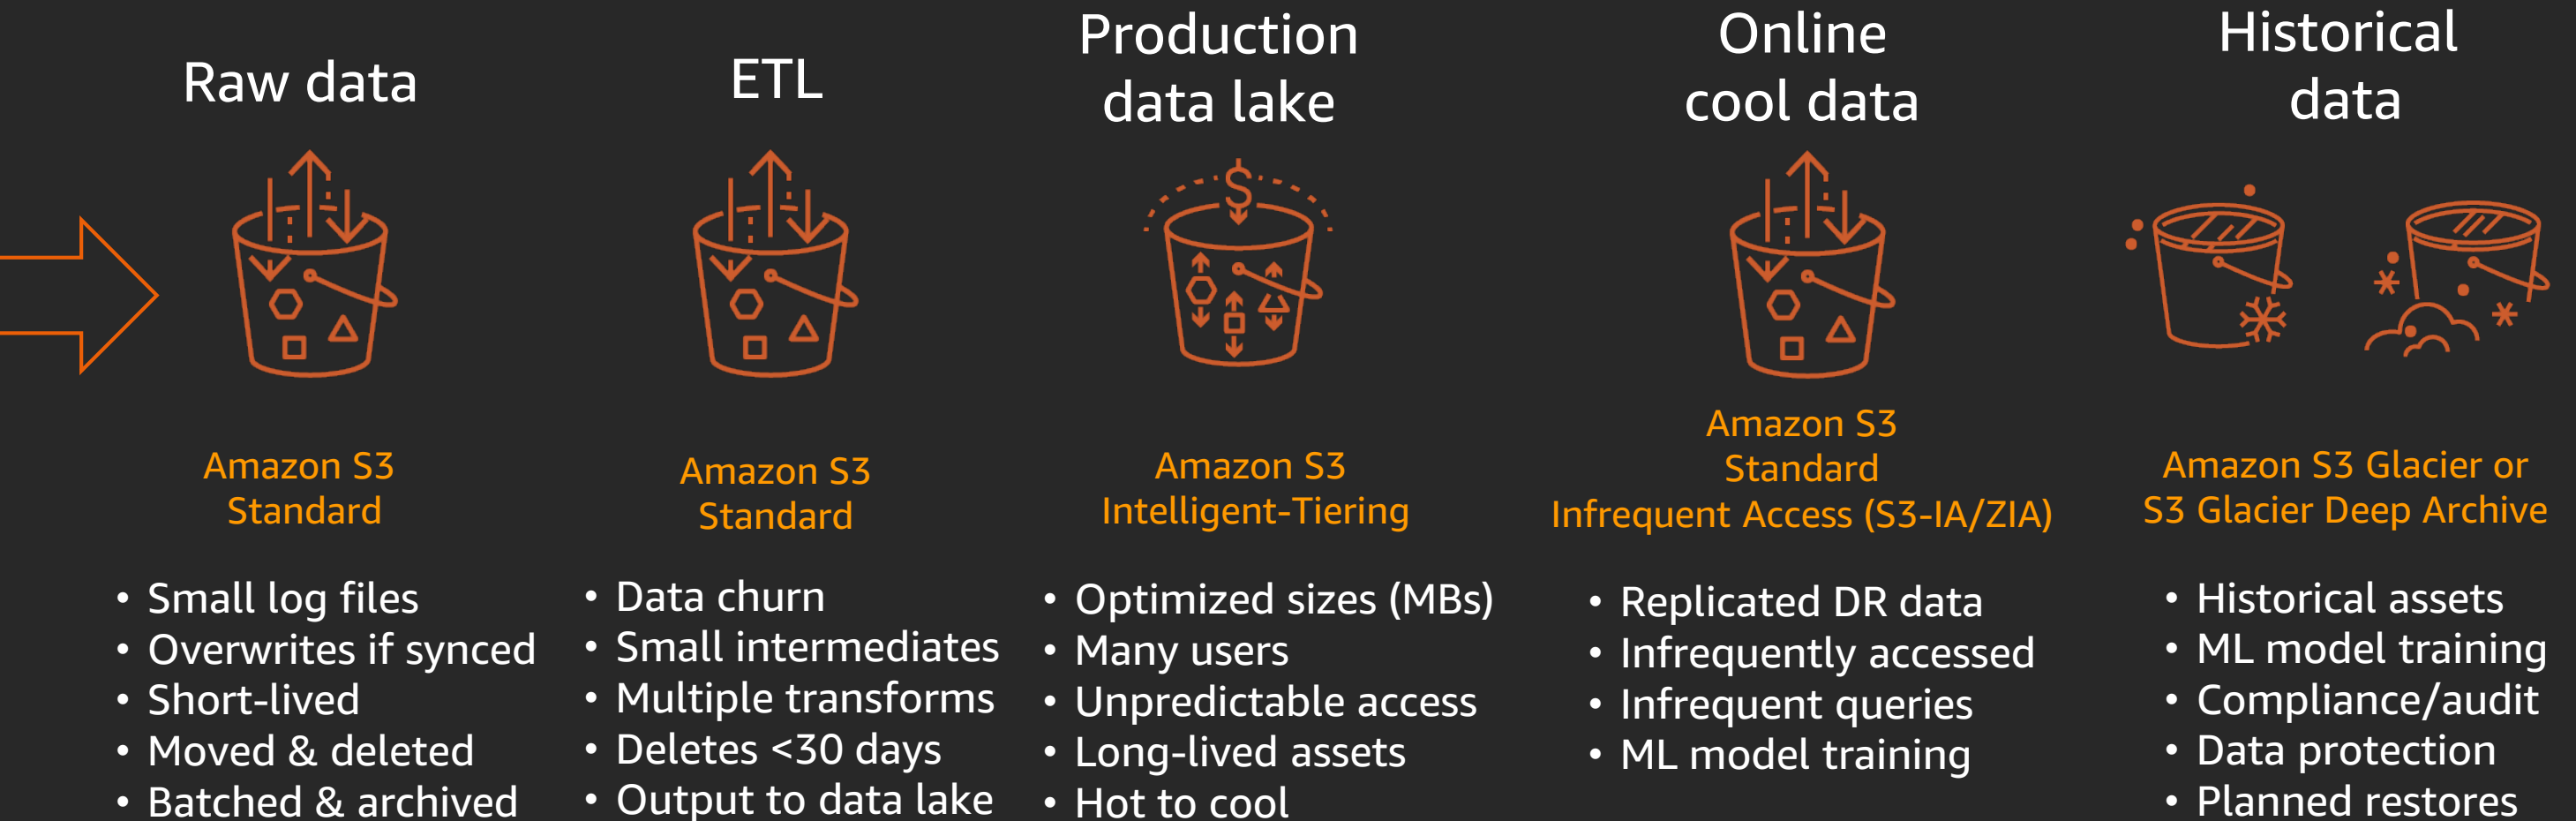 Raw data
Amazon S3
Standard
• Small log files
• Overwrites if synced
• Short-lived
• Moved & deleted
• Batched & archived
ETL
Amazon S3
Standard
• Data churn
• Small intermediates
• Multiple transforms
• Deletes <30 days
• Output to data lake
Production
data lake
$
Amazon S3
Intelligent-Tiering
• Optimized sizes (MBs)
• Many users
• Unpredictable access
• Long-lived assets
• Hot to cool
Online
cool data
Amazon S3
Standard
Infrequent Access (S3-IA/ZIA)
• Replicated DR data
• Infrequently accessed
• Infrequent queries
• ML model training
Historical
data
Amazon S3 Glacier or
S3 Glacier Deep Archive
• Historical assets
• ML model training
• Compliance/audit
• Data protection
• Planned restores